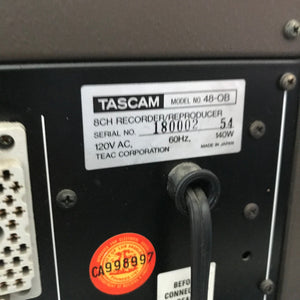 TASCAM MODEL NO. 48-OB
8CH RECORDER/REPRODUCER
SERIAL NO. 180002 54
120V AC, 60Hz, 140W
TEAC CORPORATION MADE IN JAPAN
CA998997
BEFO
CONNEC